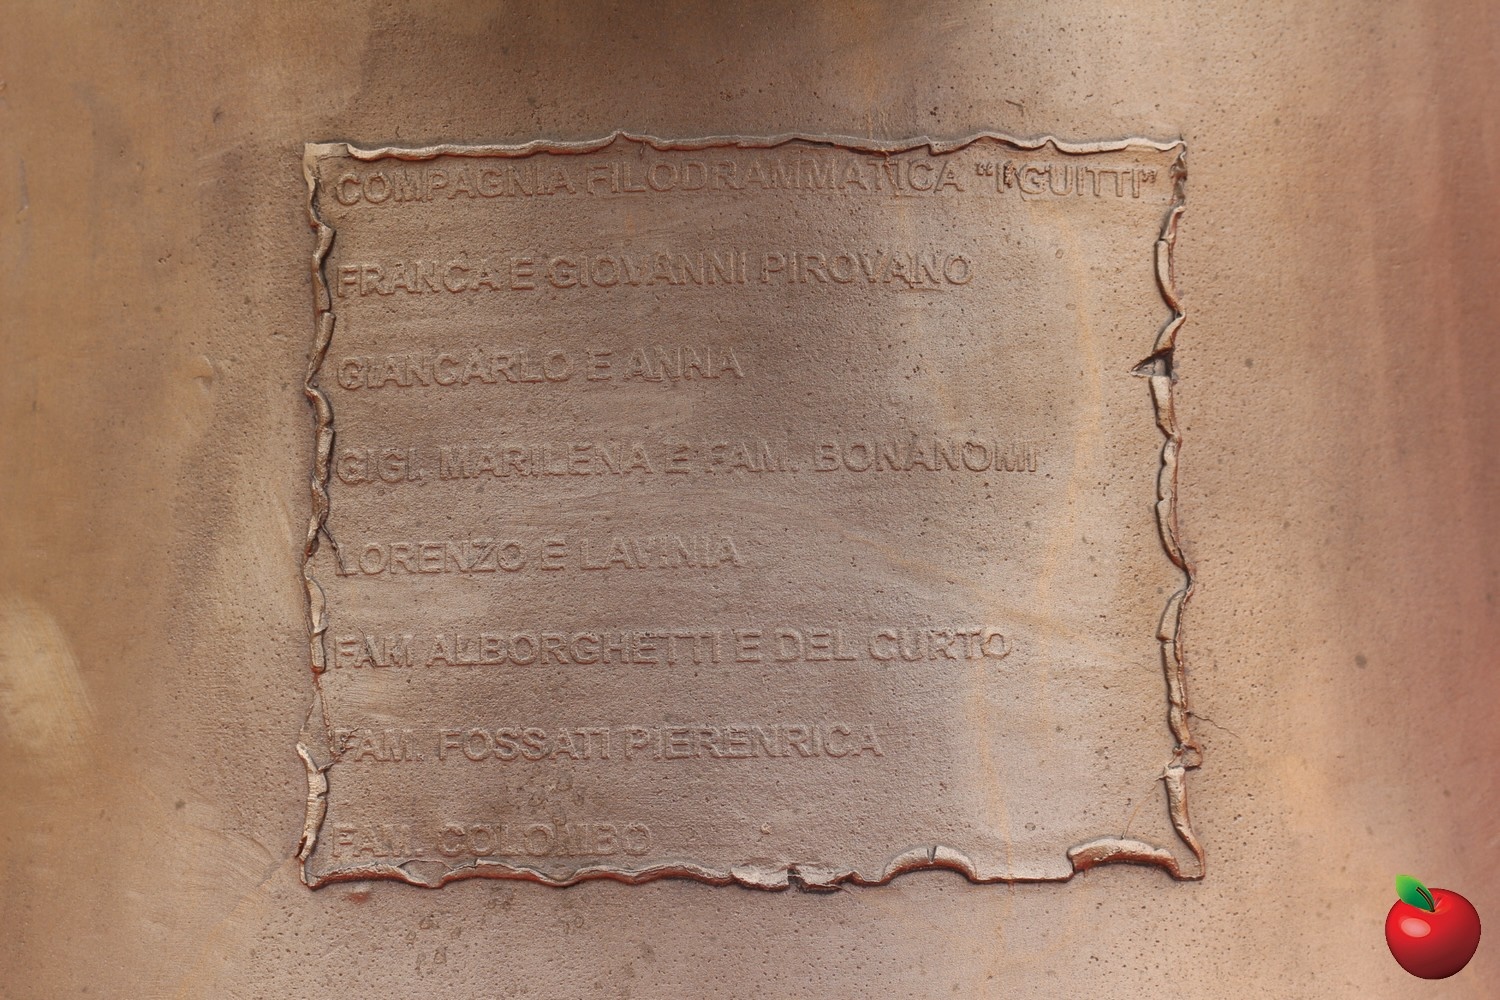 COMPAGNIA FILODRAMMATICA "I GUITTI"
FRANCA E GIOVANNI PIROVANO
GIANCARLO E ANNA
GIGI, MARILENA E FAM. BONANOMI
LORENZO E LAVINIA
FAM ALBORGHETTI E DEL CURTO
FAM. FOSSATI PIERENRICA
FAM. COLOMBO